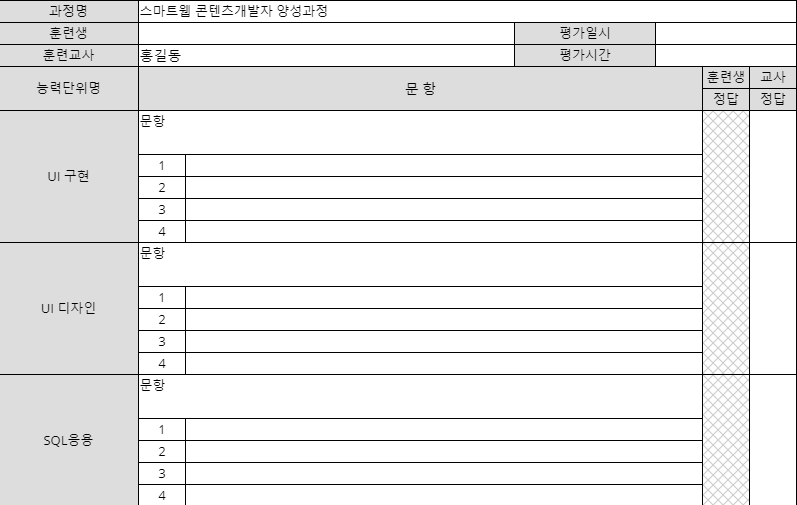 과정명 스마트웹 콘텐츠개발자 양성과정
훈련생 평가일시
훈련교사 홍길동 평가시간
능력단위명 문 항 훈련생 교사
정답 정답
UI 구현 문항
1
2
3
4
UI 디자인 문항
1
2
3
4
SQL응용 문항
1
2
3
4